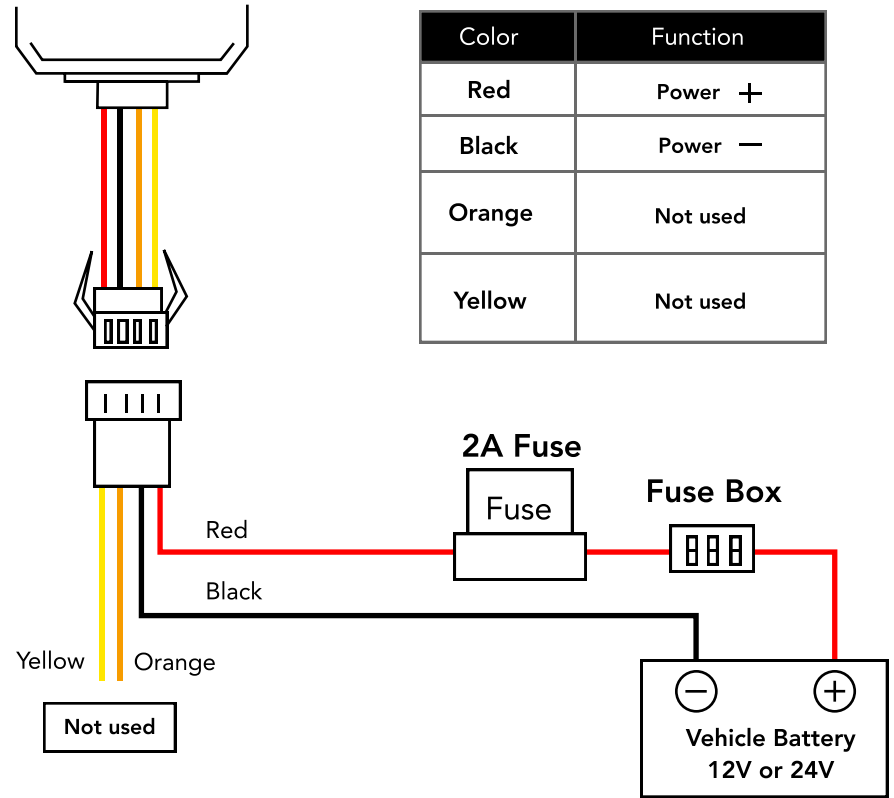 Color Function
Red Power +
Black Power −
Orange Not used
Yellow Not used
2A Fuse
Fuse
Fuse Box
Red
Black
Yellow Orange
Not used
− +
Vehicle Battery
12V or 24V